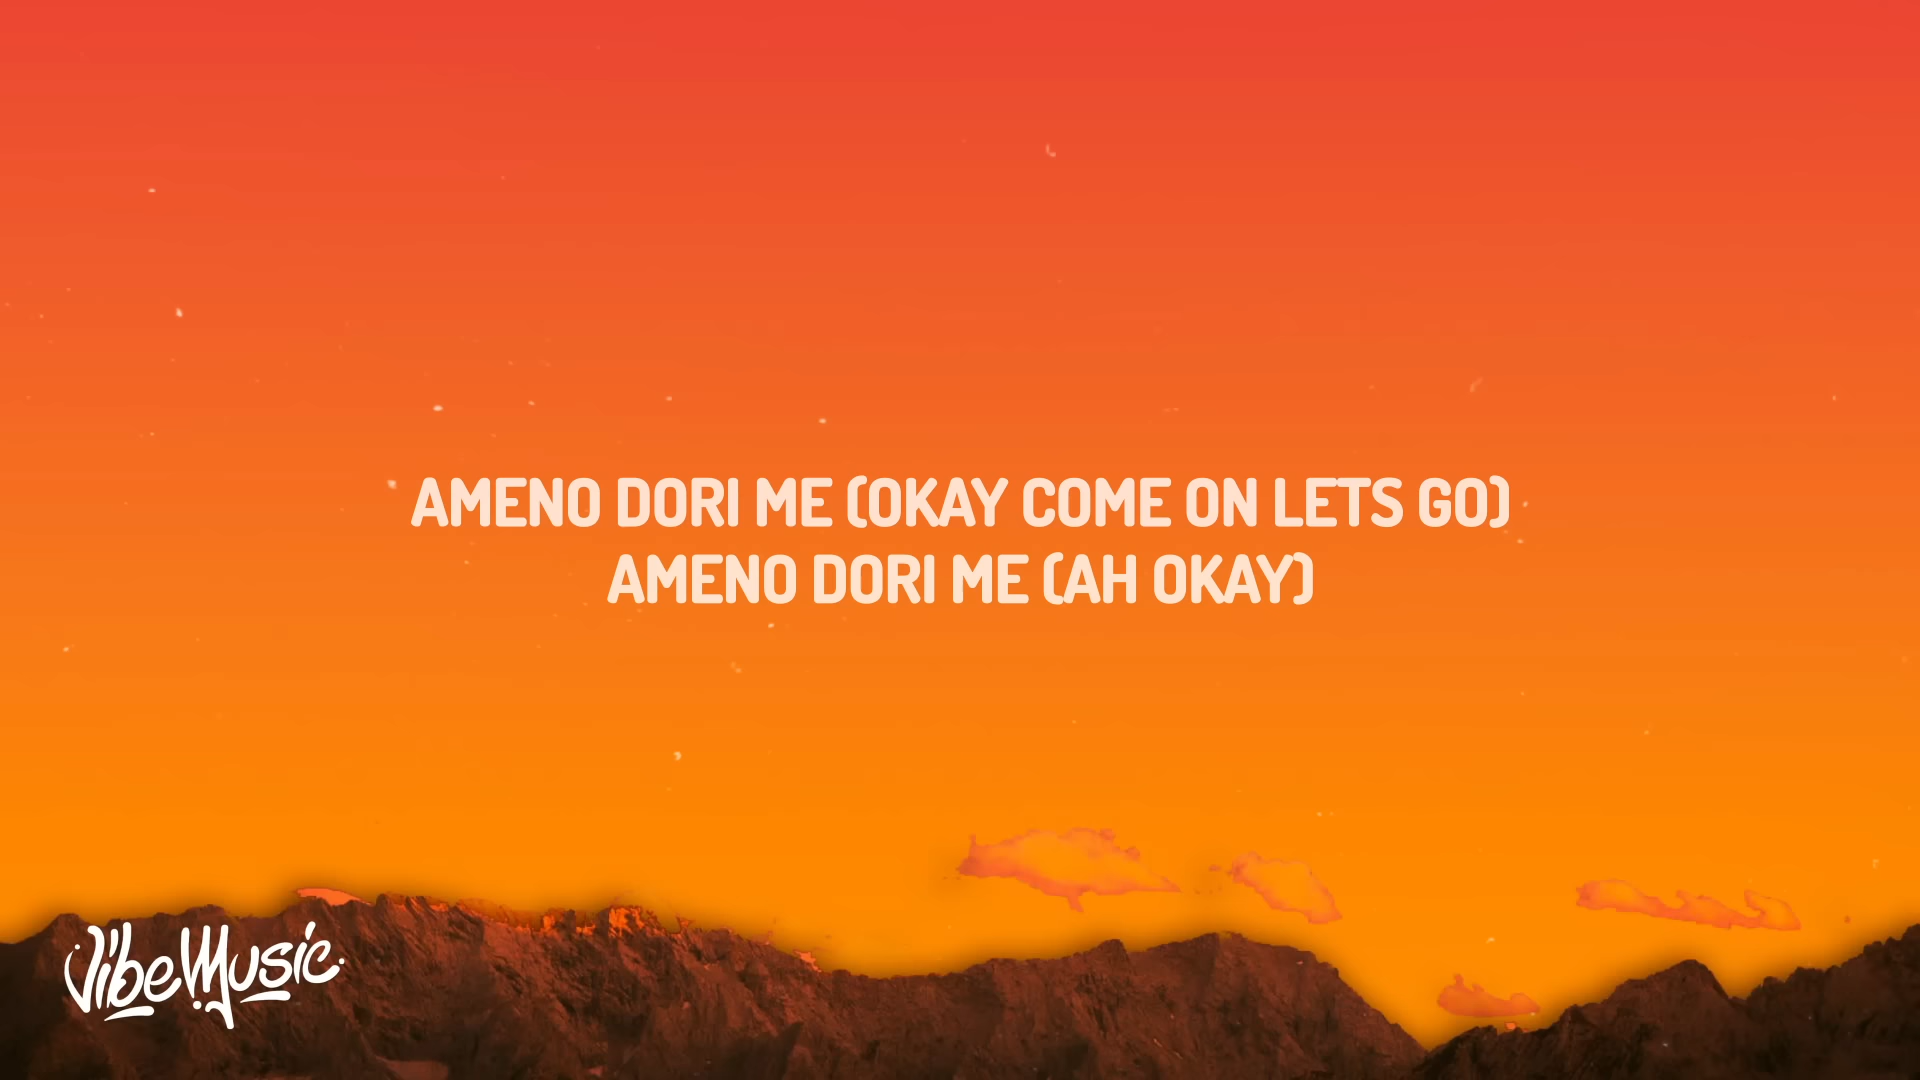 AMENO DORI ME (OKAY COME ON LETS GO)
AMENO DORI ME (AH OKAY)
VibeMusic.